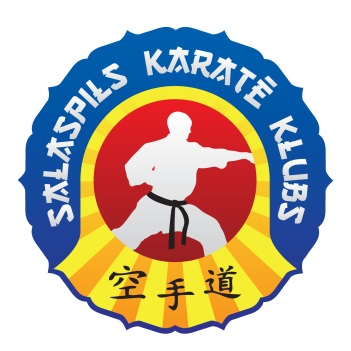 SALASPILS KARATĒ KLUBS
空手道